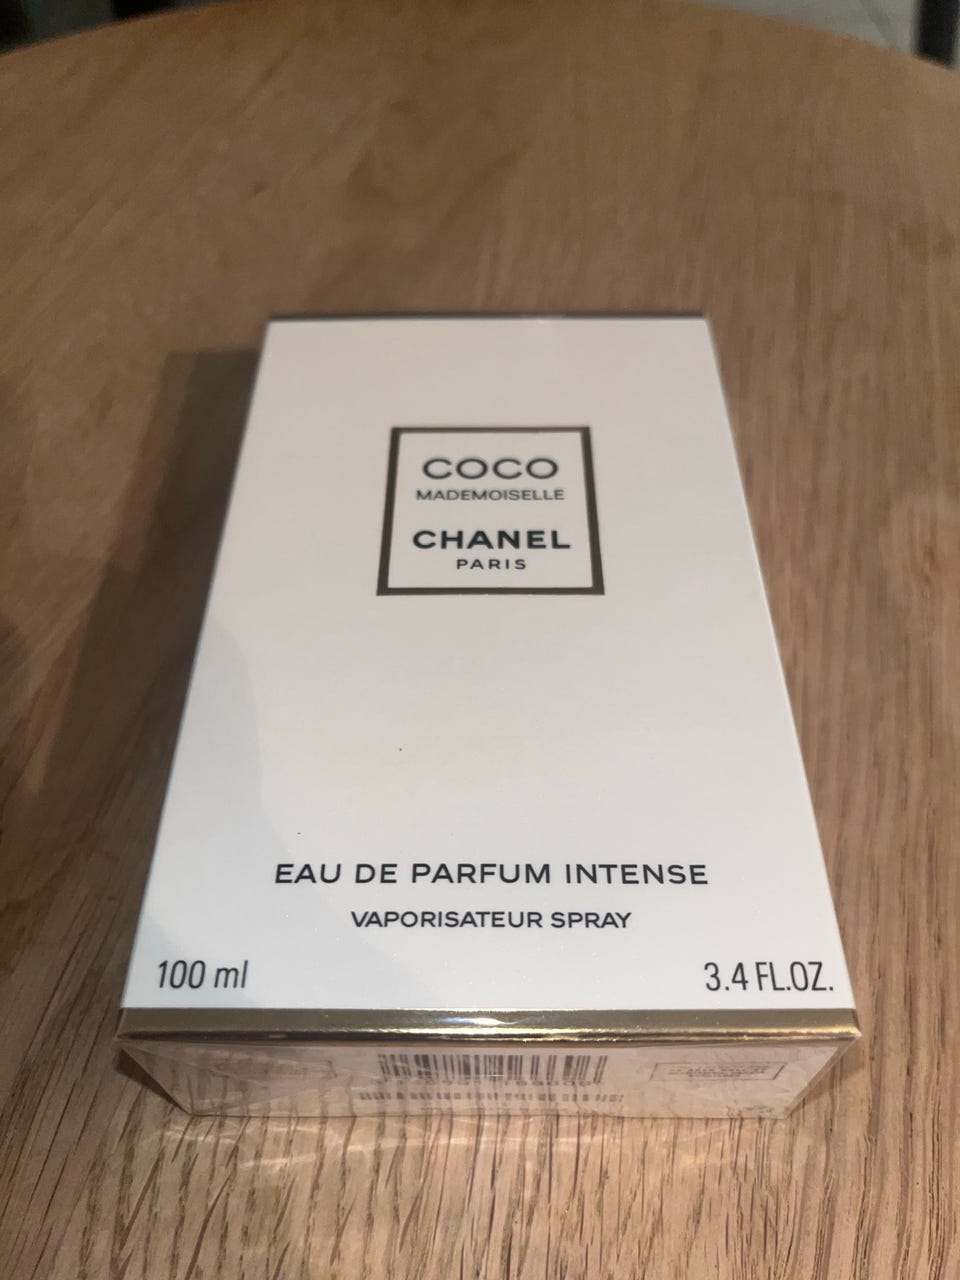 COCO
MADEMOISELLE
CHANEL
PARIS
EAU DE PARFUM INTENSE
VAPORISATEUR SPRAY
100 ml
3.4 FL.OZ.